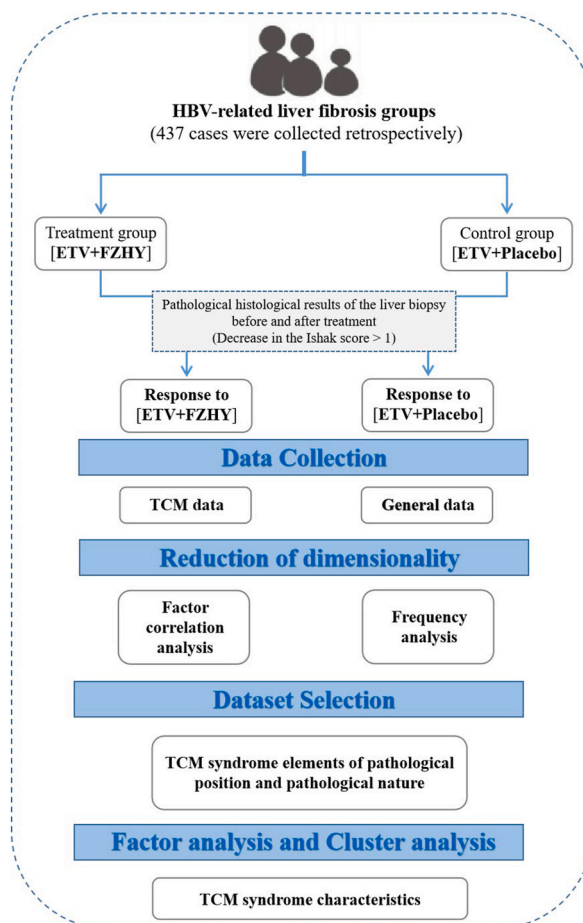 HBV-related liver fibrosis groups
(437 cases were collected retrospectively)
Treatment group
[ETV+FZHY]
Control group
[ETV+Placebo]
Pathological histological results of the liver biopsy
before and after treatment
(Decrease in the Ishak score > 1)
Response to
[ETV+FZHY]
Response to
[ETV+Placebo]
Data Collection
TCM data
General data
Reduction of dimensionality
Factor
correlation
analysis
Frequency
analysis
Dataset Selection
TCM syndrome elements of pathological
position and pathological nature
Factor analysis and Cluster analysis
TCM syndrome characteristics